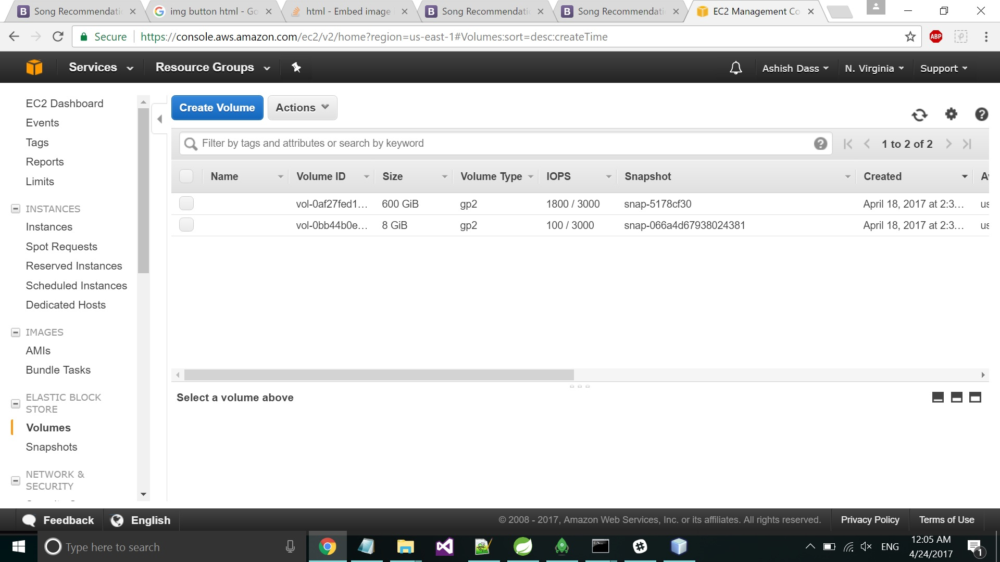 Song Recommendati
img button html - Go
html - Embed image
Song Recommendati
Song Recommendati
EC2 Management Co
Secure
https://console.aws.amazon.com/ec2/v2/home?region=us-east-1#Volumes:sort=desc:createTime
ABP
Services
Resource Groups
Ashish Dass
N. Virginia
Support
EC2 Dashboard
Events
Tags
Reports
Limits
INSTANCES
Instances
Spot Requests
Reserved Instances
Scheduled Instances
Dedicated Hosts
IMAGES
AMIs
Bundle Tasks
ELASTIC BLOCK
STORE
Volumes
Snapshots
NETWORK &
SECURITY
Create Volume
Actions
Filter by tags and attributes or search by keyword
1 to 2 of 2
Name Volume ID Size Volume Type IOPS Snapshot Created
vol-0af27fed1... 600 GiB gp2 1800 / 3000 snap-5178cf30 April 18, 2017 at 2:3... us
vol-0bb44b0e... 8 GiB gp2 100 / 3000 snap-066a4d67938024381 April 18, 2017 at 2:3... us
Select a volume above
Feedback
English
© 2008 - 2017, Amazon Web Services, Inc. or its affiliates. All rights reserved.
Privacy Policy
Terms of Use
Type here to search
ENG
12:05 AM
4/24/2017
1